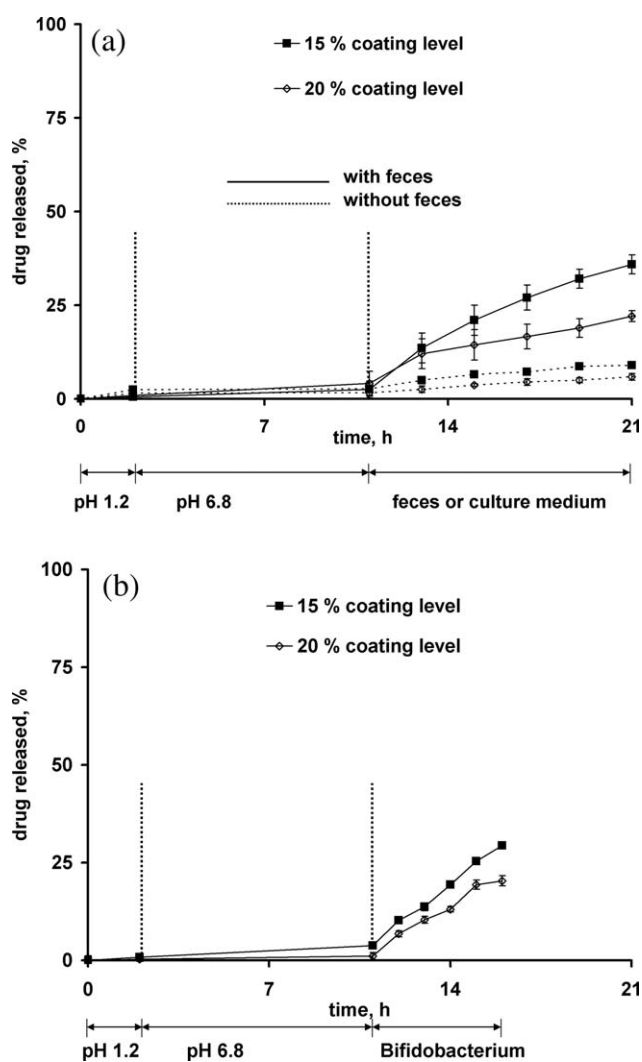 (a)
15 % coating level
20 % coating level
with feces
without feces
drug released, %
100
75
50
25
0
0 7 14 21
time, h
pH 1.2 pH 6.8 feces or culture medium
(b)
15 % coating level
20 % coating level
drug released, %
100
75
50
25
0
0 7 14 21
time, h
pH 1.2 pH 6.8 Bifidobacterium